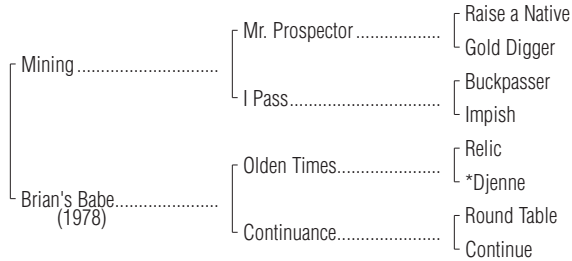 Raise a Native
Mr. Prospector ..................
Gold Digger
Mining ..............................
Buckpasser
I Pass................................
Impish
Relic
Olden Times.......................
*Djenne
Brian's Babe......................
(1978)
Round Table
Continuance.......................
Continue